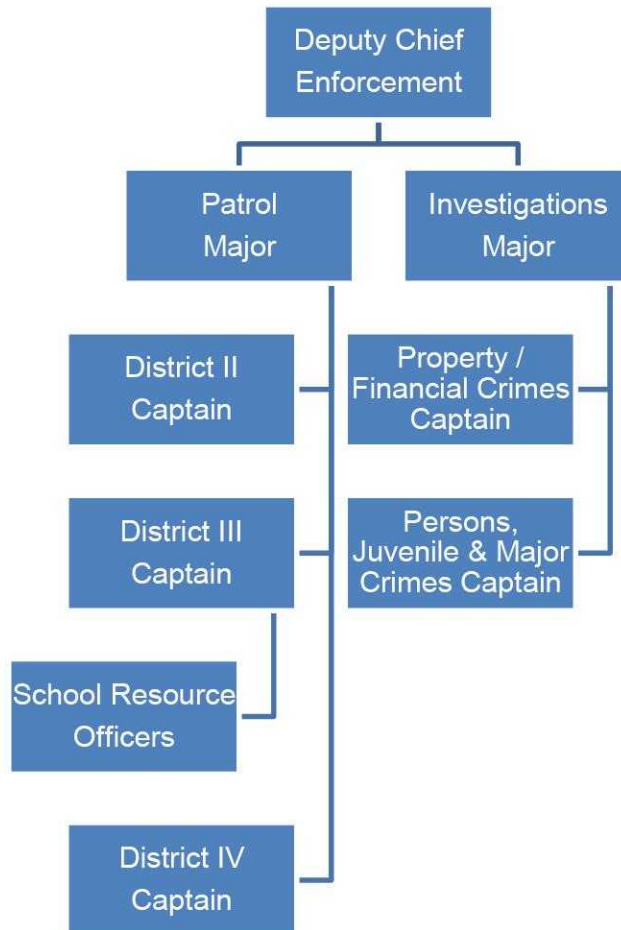 Deputy Chief
Enforcement
Patrol
Major
Investigations
Major
District II
Captain
Property /
Financial Crimes
Captain
District III
Captain
Persons,
Juvenile & Major
Crimes Captain
School Resource
Officers
District IV
Captain